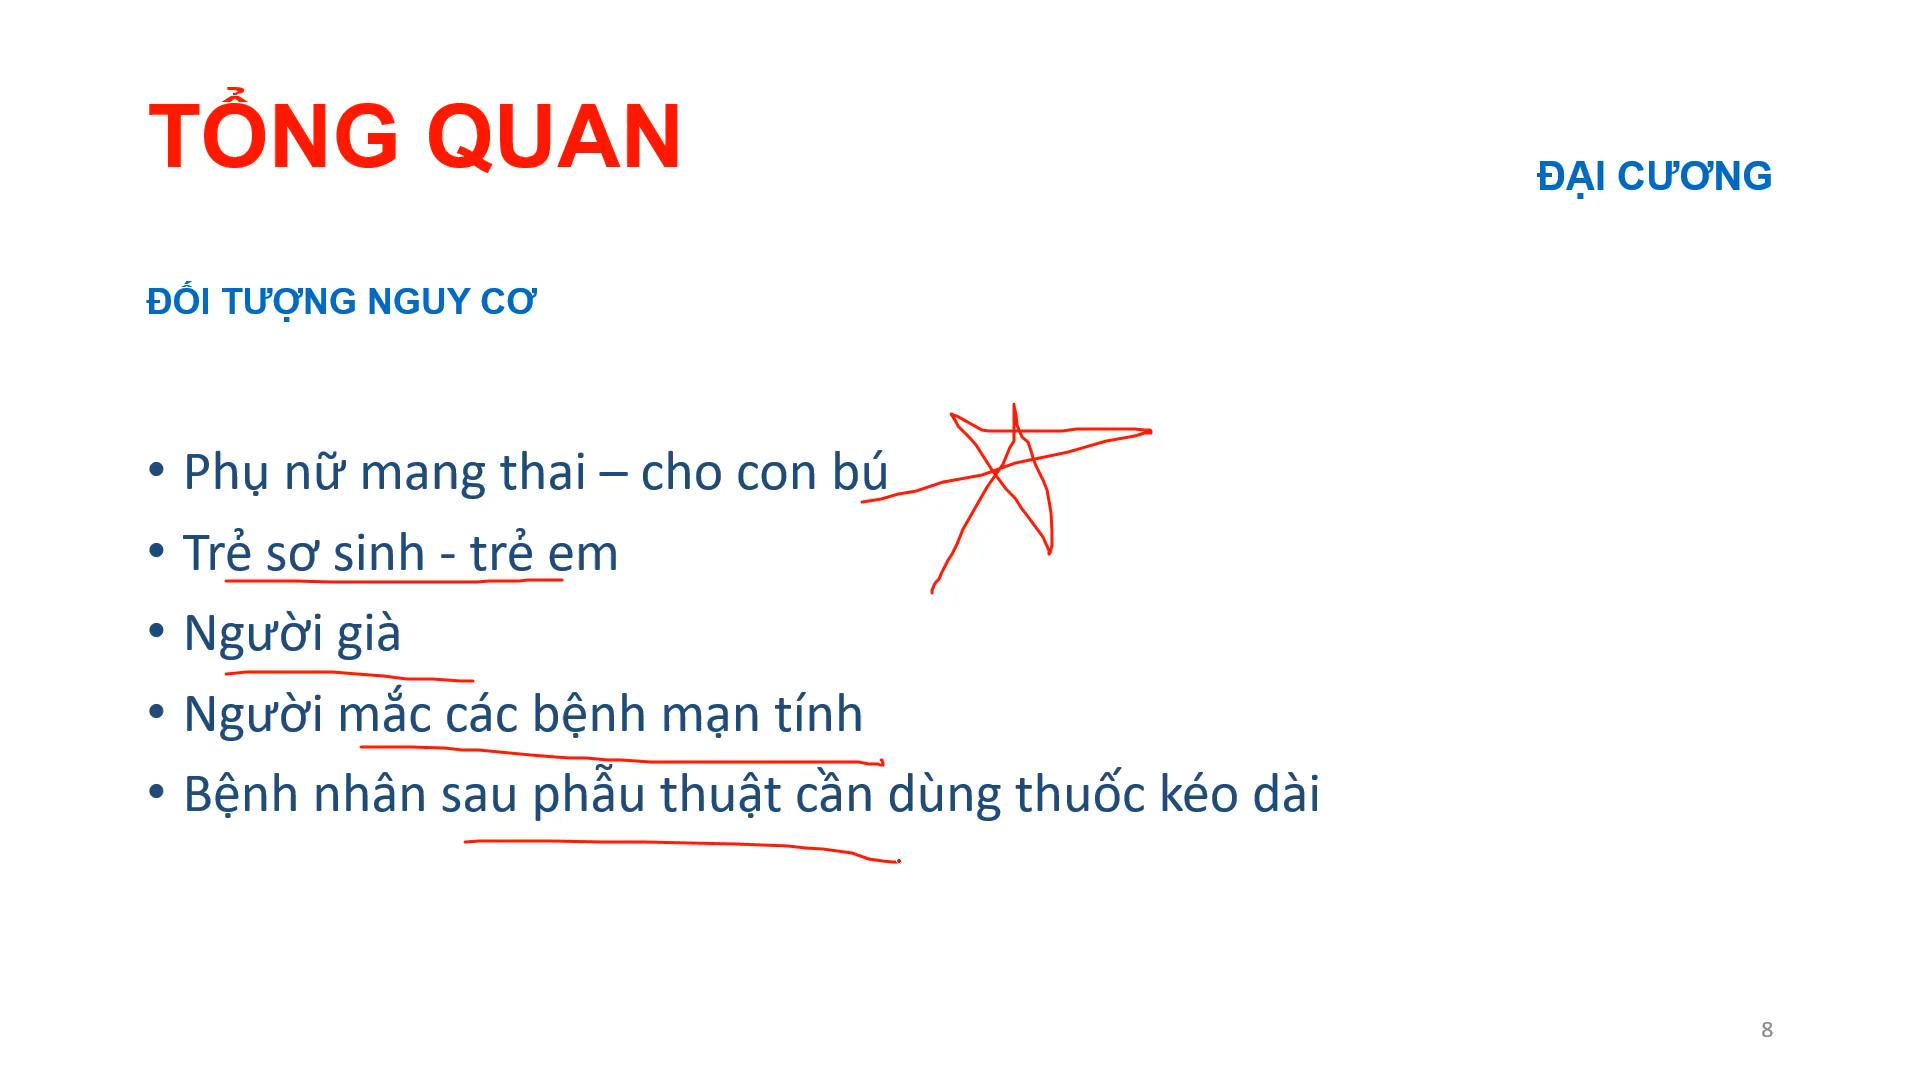 TỔNG QUAN
ĐẠI CƯƠNG
ĐỐI TƯỢNG NGUY CƠ
• Phụ nữ mang thai – cho con bú
• Trẻ sơ sinh - trẻ em
• Người già
• Người mắc các bệnh mạn tính
• Bệnh nhân sau phẫu thuật cần dùng thuốc kéo dài
8